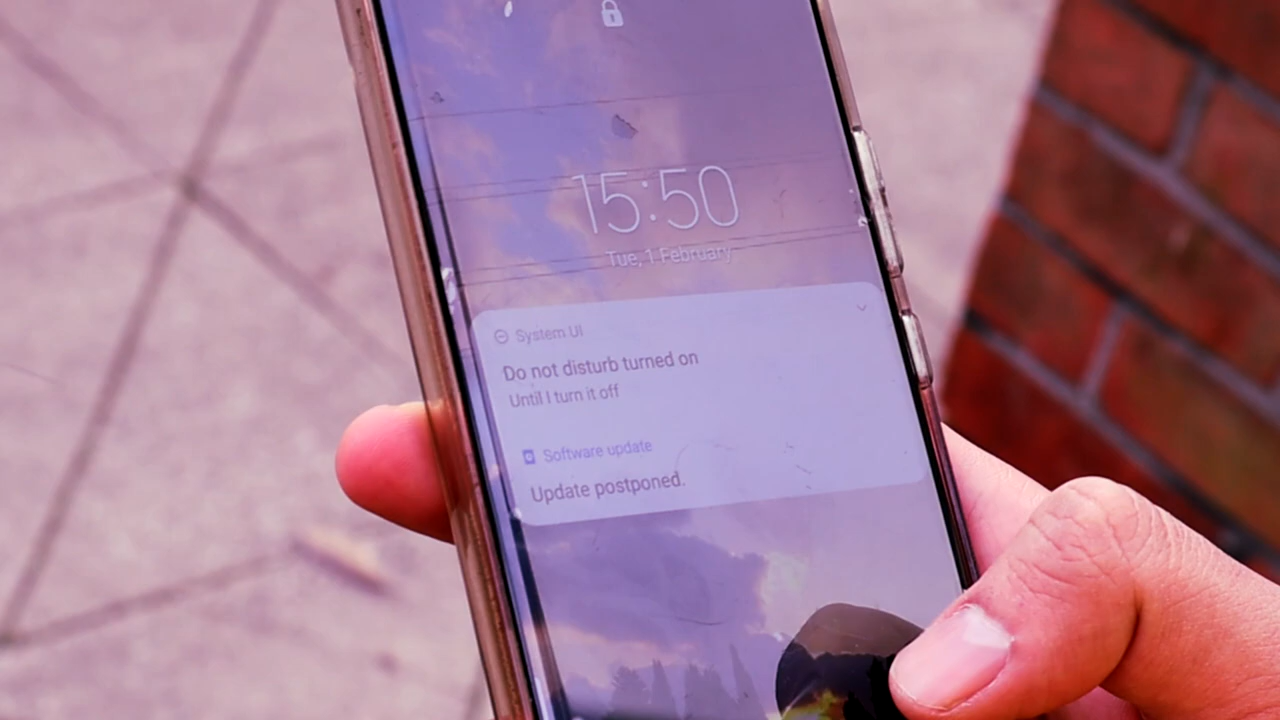 15:50
Tue, 1 February
System UI
Do not disturb turned on
Until I turn it off
Software update
Update postponed.